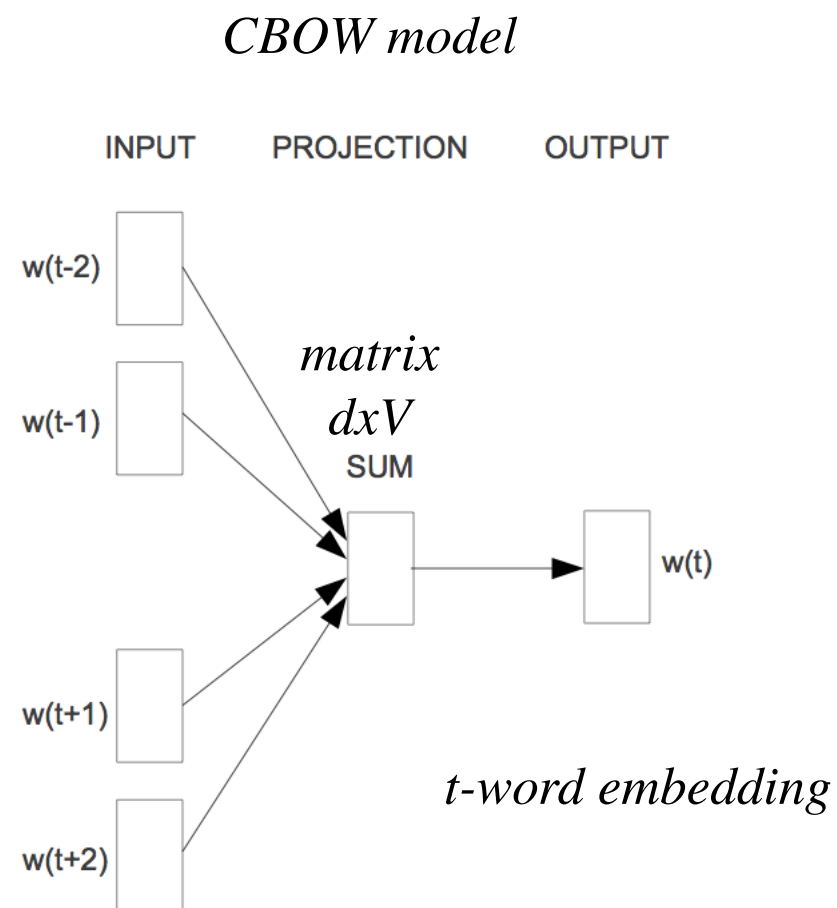 CBOW model
INPUT PROJECTION OUTPUT
w(t-2)
matrix
w(t-1)
dxV
SUM
w(t)
w(t+1)
t-word embedding
w(t+2)